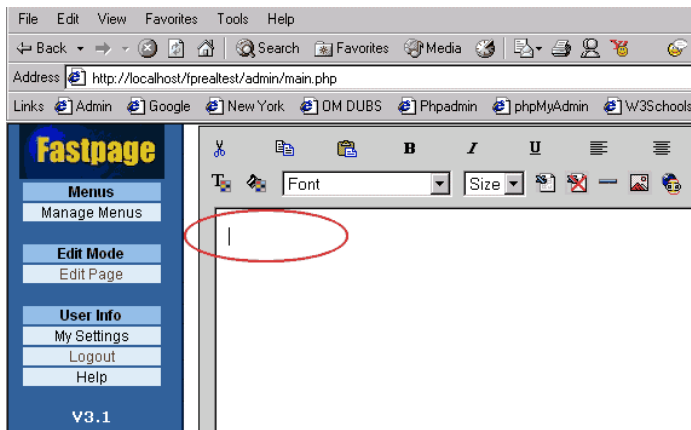 File Edit View Favorites Tools Help
Back Search Favorites Media
Address http://localhost/fprealtest/admin/main.php
Links Admin Google New York OM DUBS Phpadmin phpMyAdmin W3Schools
Fastpage
B I U
Font Size
Menus
Manage Menus
Edit Mode
Edit Page
User Info
My Settings
Logout
Help
V3.1